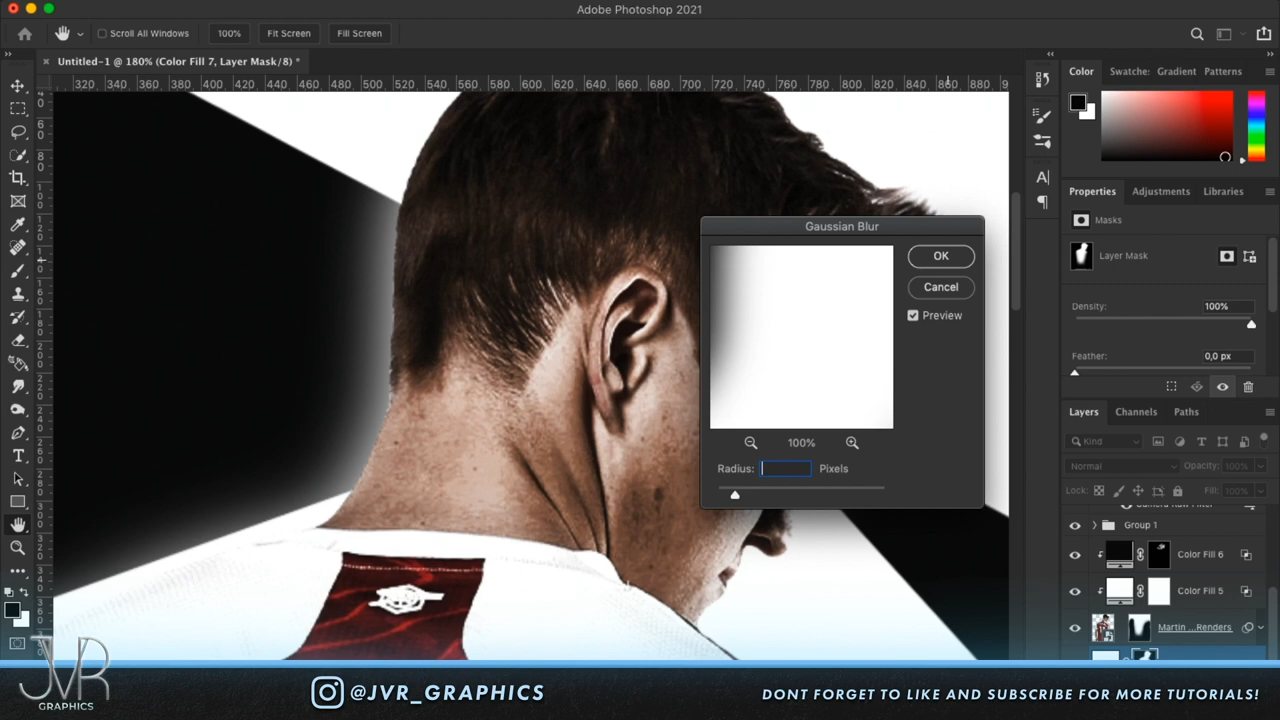 Adobe Photoshop 2021
Scroll All Windows
100%
Fit Screen
Fill Screen
Untitled-1 @ 180% (Color Fill 7, Layer Mask/8) *
320 340 360 380 400 420 440 460 480 500 520 540 560 580 600 620 640 660 680 700 720 740 760 780 800 820 840 860 880 9
Color
Swatche:
Gradient
Patterns
Properties
Adjustments
Libraries
Masks
Layer Mask
Density:
100%
Feather:
0,0 px
Gaussian Blur
OK
Cancel
Preview
100%
Radius:
Pixels
Layers
Channels
Paths
Kind
Normal
Opacity:
100%
Lock:
Fill:
100%
Group 1
Color Fill 6
Color Fill 5
Martin ...Renders
JVR
GRAPHICS
@JVR_GRAPHICS
DONT FORGET TO LIKE AND SUBSCRIBE FOR MORE TUTORIALS!